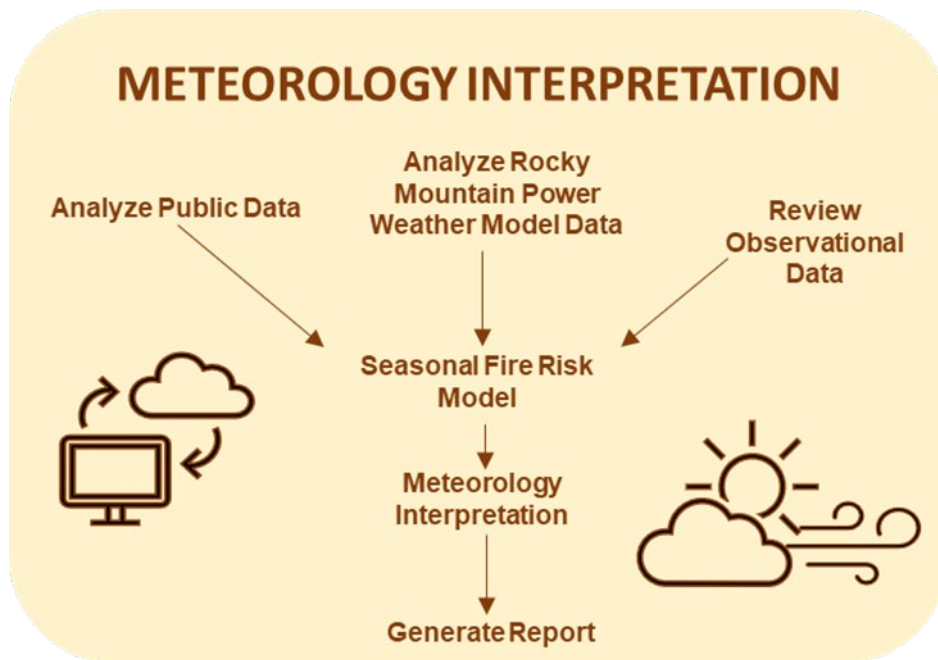 METEOROLOGY INTERPRETATION
Analyze Public Data
Analyze Rocky
Mountain Power
Weather Model Data
Review
Observational
Data
Seasonal Fire Risk
Model
Meteorology
Interpretation
Generate Report